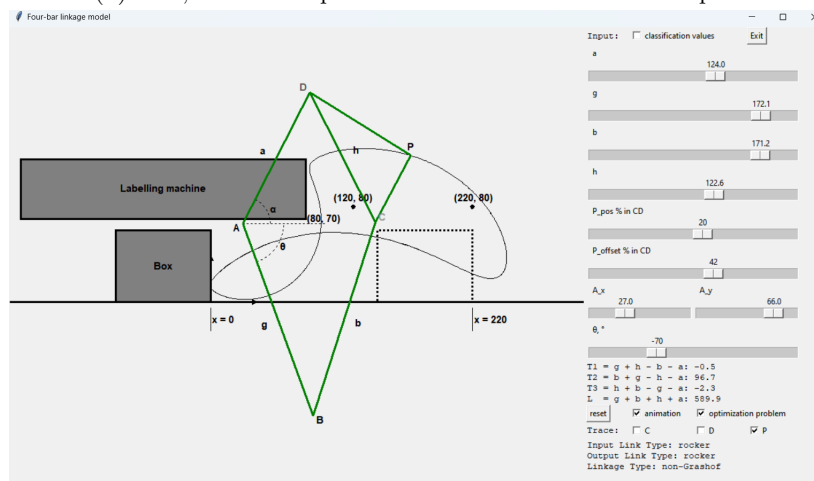 Four-bar linkage model
Input: classification values Exit
a
124.0
g
172.1
b
171.2
h
122.6
P_pos % in CD
20
P_offset % in CD
42
A_x A_y
27.0 66.0
θ, °
-70
T1 = g + h - b - a: -0.5
T2 = b + g - h - a: 96.7
T3 = h + b - g - a: -2.3
L = g + b + h + a: 589.9
reset animation optimization problem
Trace: C D P
Input Link Type: rocker
Output Link Type: rocker
Linkage Type: non-Grashof
D
a
h
P
Labelling machine
(120, 80)
(220, 80)
α
(80, 70)
C
A
θ
Box
x = 0
g
b
x = 220
B